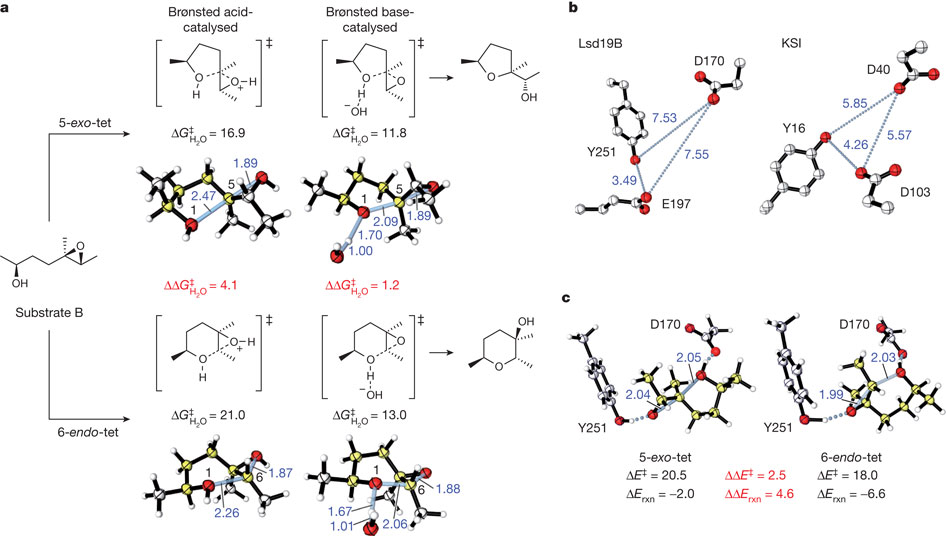 a
Brønsted acid-
catalysed
Brønsted base-
catalysed
‡
‡
O
H
O
+
H
O
H
−
OH
O
O
OH
5-exo-tet
ΔG‡H2O = 16.9
ΔG‡H2O = 11.8
1.89
5
2.47
1
5
1
2.09
1.89
1.70
1.00
O
OH
ΔΔG‡H2O = 4.1
ΔΔG‡H2O = 1.2
Substrate B
‡
‡
O
H
O
+
H
O
H
−
OH
O
OH
O
ΔG‡H2O = 21.0
ΔG‡H2O = 13.0
6-endo-tet
1
6
1.87
2.26
1
6
1.88
1.67
1.01
2.06
b
Lsd19B
D170
7.53
Y251
7.55
3.49
E197
KSI
D40
5.85
Y16
5.57
4.26
D103
c
D170
2.05
2.04
Y251
D170
2.03
1.99
Y251
5-exo-tet
6-endo-tet
ΔE‡ = 20.5
ΔΔE‡ = 2.5
ΔE‡ = 18.0
ΔErxn = −2.0
ΔΔErxn = 4.6
ΔErxn = −6.6